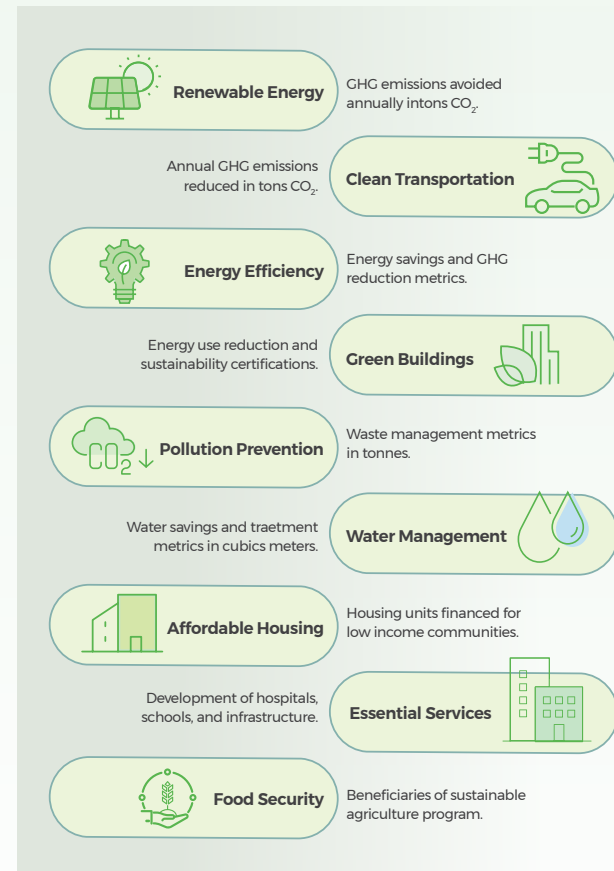 Renewable Energy
GHG emissions avoided
annually intons CO₂.
Annual GHG emissions
reduced in tons CO₂.
Clean Transportation
Energy Efficiency
Energy savings and GHG
reduction metrics.
Energy use reduction and
sustainability certifications.
Green Buildings
CO2
Pollution Prevention
Waste management metrics
in tonnes.
Water savings and traetment
metrics in cubics meters.
Water Management
Affordable Housing
Housing units financed for
low income communities.
Development of hospitals,
schools, and infrastructure.
Essential Services
Food Security
Beneficiaries of sustainable
agriculture program.